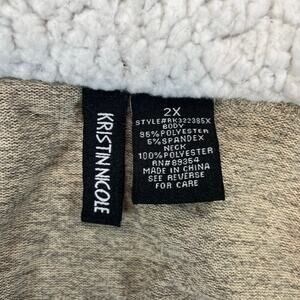 KRISTIN NICOLE
2X
STYLE#RK322385X
BODY
95%POLYESTER
5%SPANDEX
NECK
100%POLYESTER
RN#89354
MADE IN CHINA
SEE REVERSE
FOR CARE